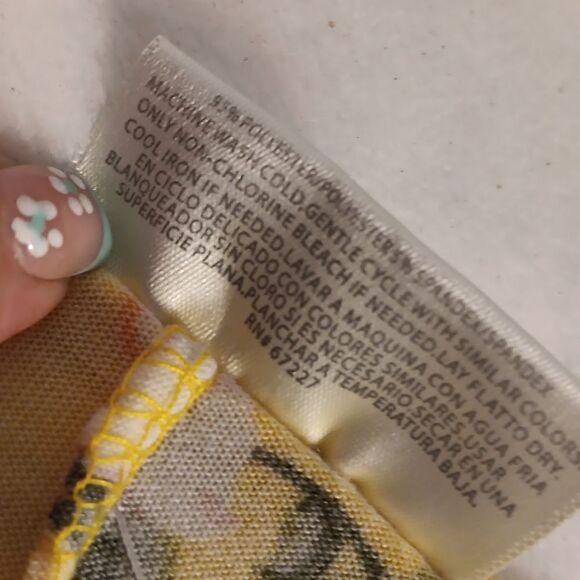 95%POLYESTER/POLIESTER5% SPANDEX/SPANDEX
MACHINE WASH COLD.GENTLE CYCLE WITH SIMILAR COLORS
ONLY NON-CHLORINE BLEACH IF NEEDED.LAY FLAT TO DRY.
COOL IRON IF NEEDED.LAVAR A MAQUINA CON AGUA FRIA
EN CICLO DELICADO CON COLORES SIMILARES.USAR
BLANQUEADOR SIN CLORO SI ES NECESARIO.SECAR EN UNA
SUPERFICIE PLANA.PLANCHAR A TEMPERATURA BAJA.
RN# 67227